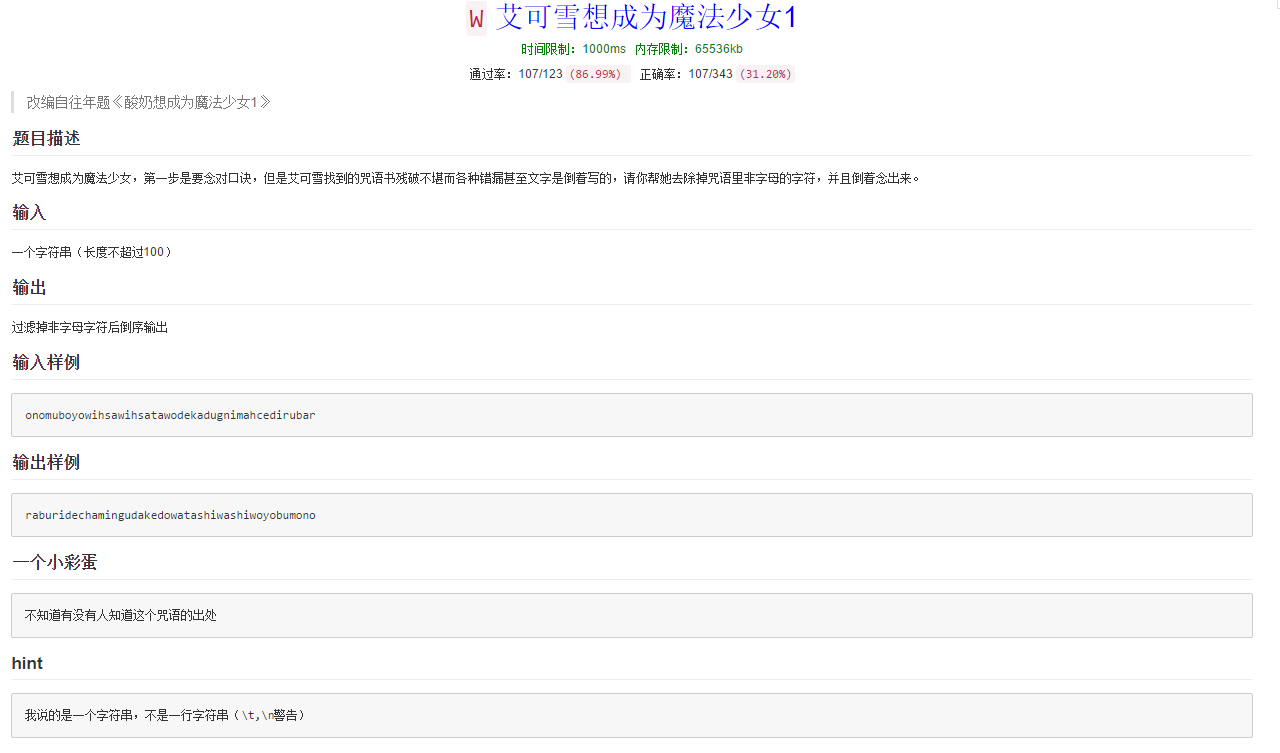 W 艾可雪想成为魔法少女1
时间限制：1000ms 内存限制：65536kb
通过率：107/123 (86.99%) 正确率：107/343 (31.20%)
改编自往年题《酸奶想成为魔法少女1》
题目描述
艾可雪想成为魔法少女，第一步是要念对口诀，但是艾可雪找到的咒语书残破不堪而各种错漏甚至文字是倒着写的，请你帮她去除掉咒语里非字母的字符，并且倒着念出来。
输入
一个字符串（长度不超过100）
输出
过滤掉非字母字符后倒序输出
输入样例
onomuboyowihsawihsatawodekadugnimahcedirubar
输出样例
raburidechamingudakedowatashiwashiwoyobumono
一个小彩蛋
不知道有没有人知道这个咒语的出处
hint
我说的是一个字符串，不是一行字符串（\t,\n警告）